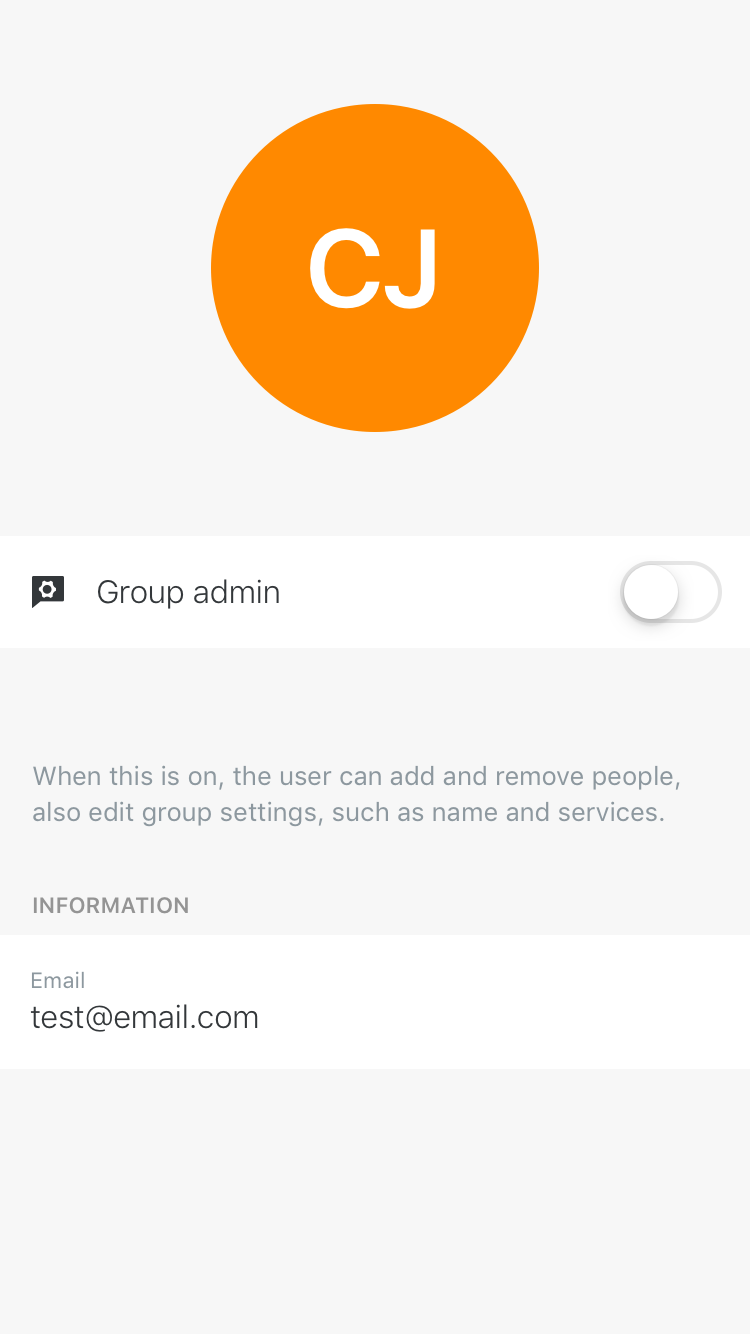 CJ
Group admin
When this is on, the user can add and remove people,
also edit group settings, such as name and services.
INFORMATION
Email
test@email.com